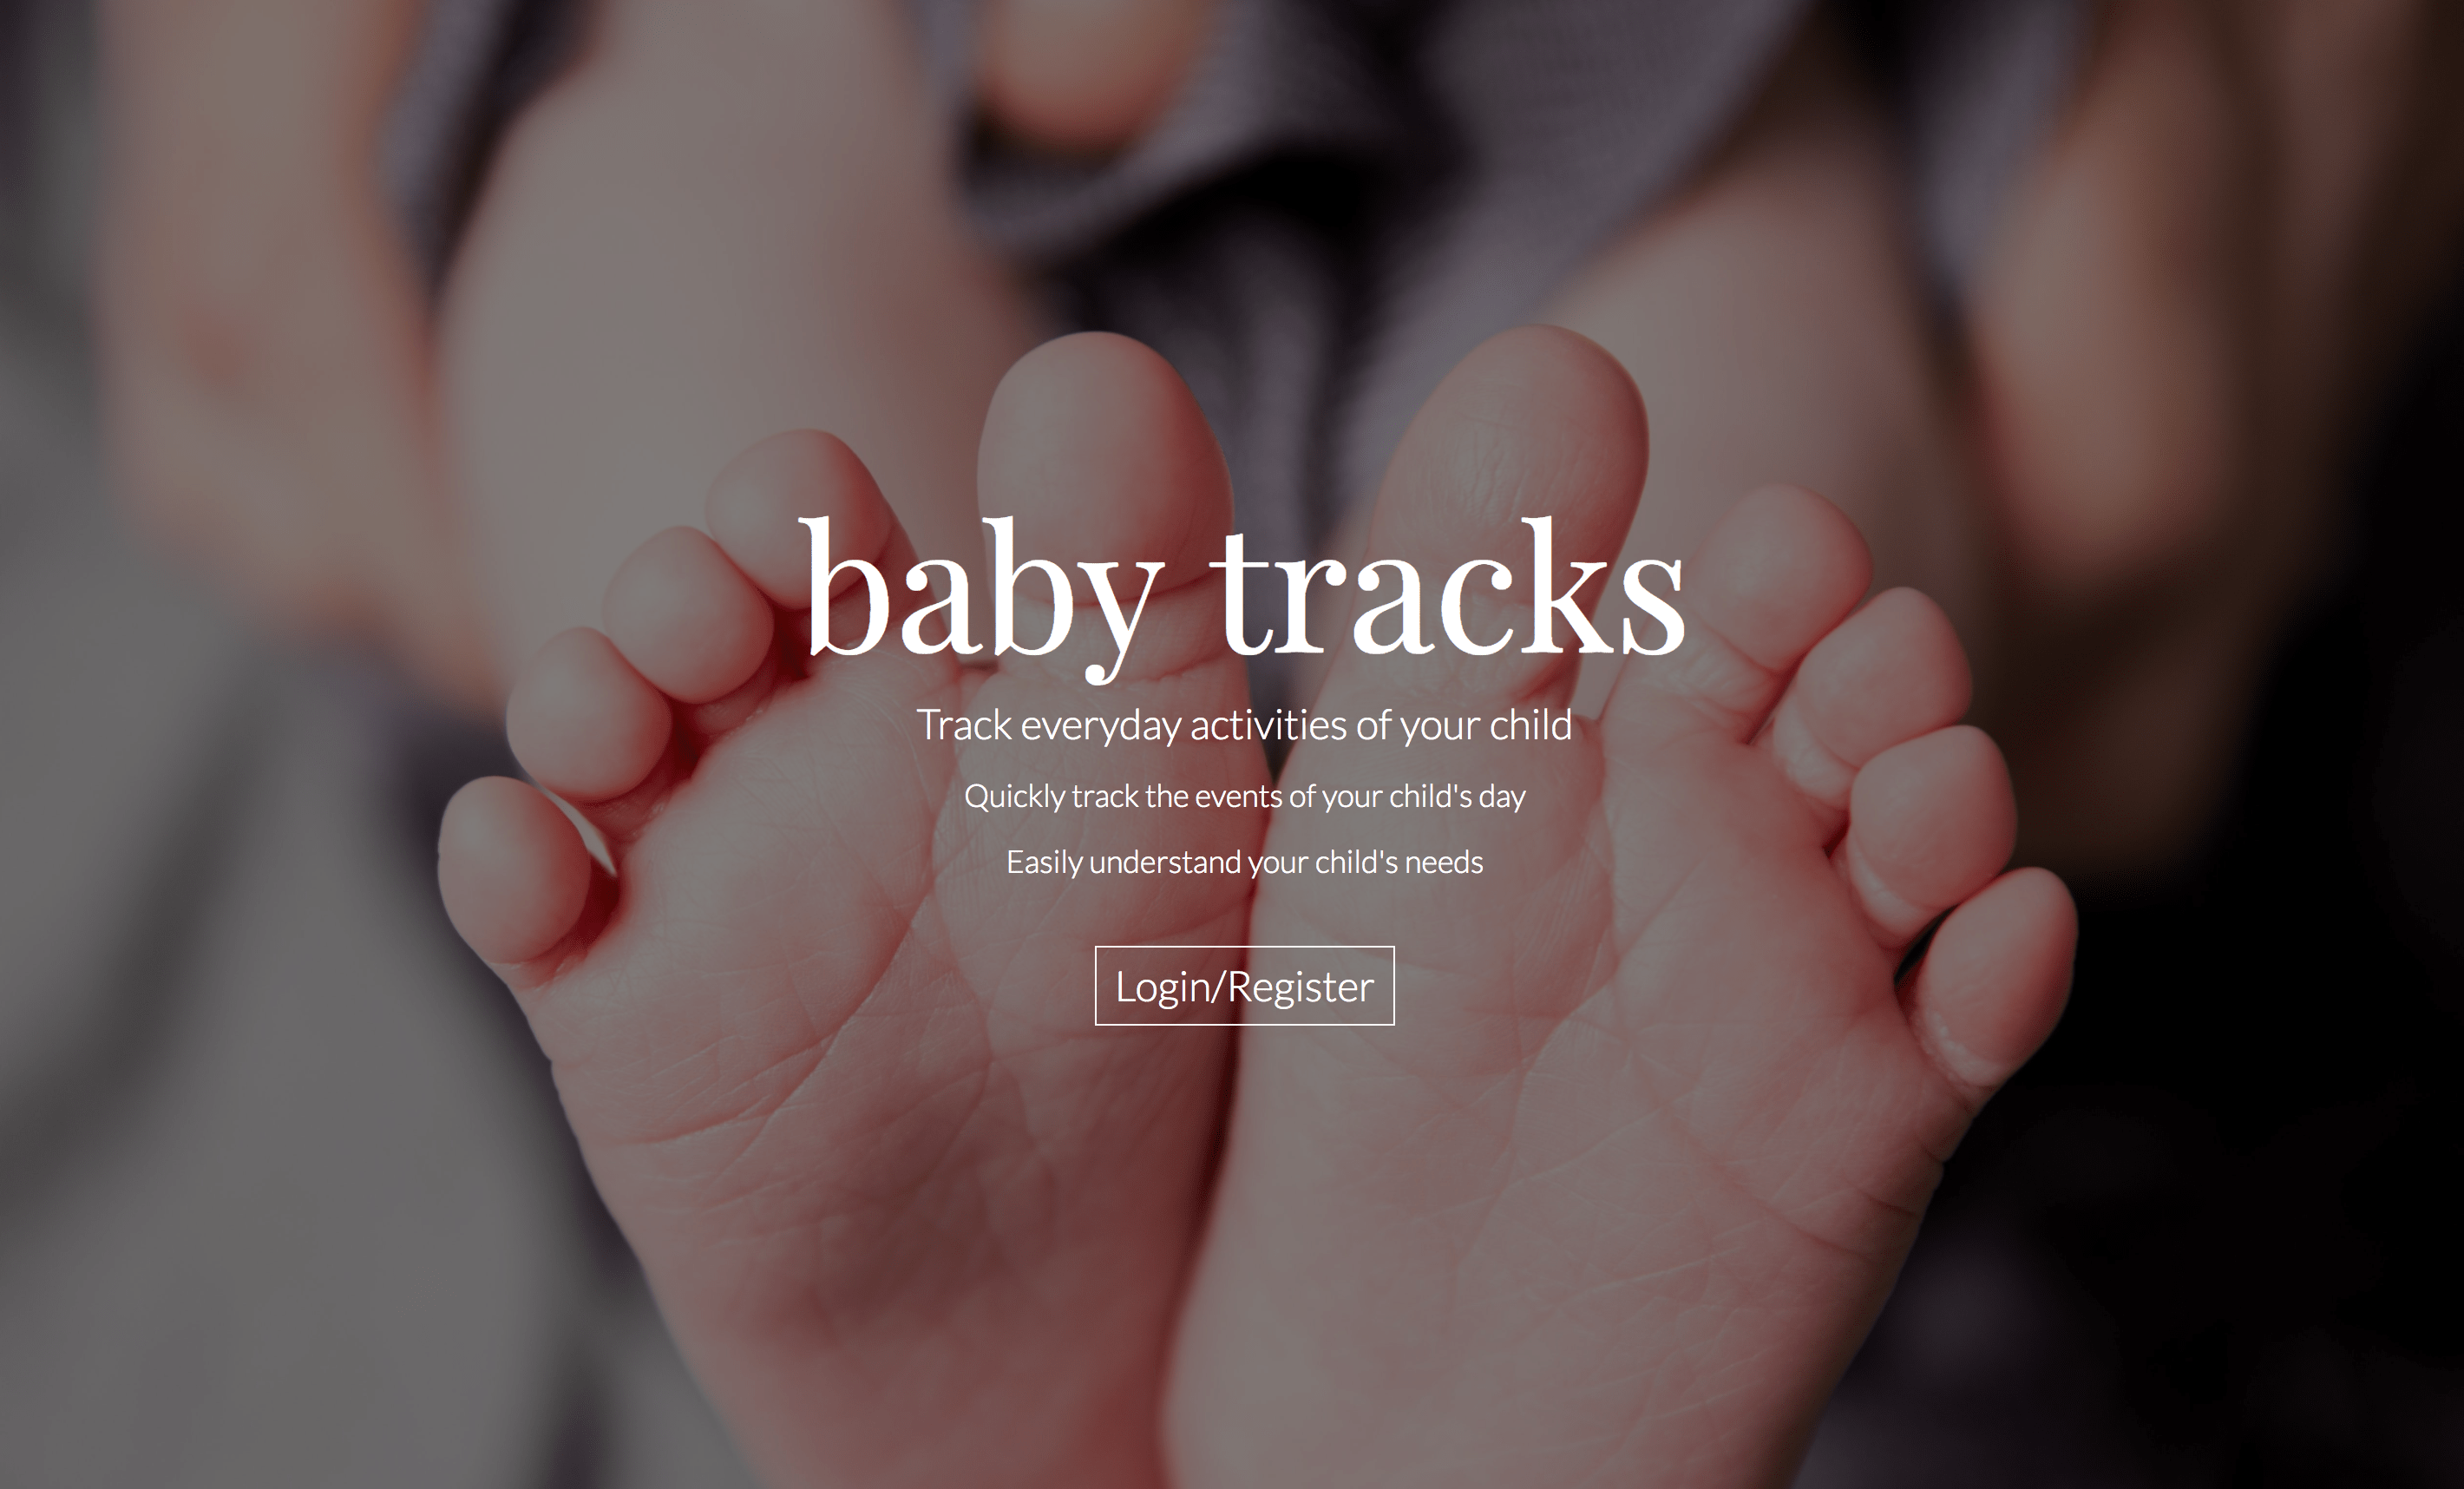 baby tracks
Track everyday activities of your child
Quickly track the events of your child's day
Easily understand your child's needs
Login/Register